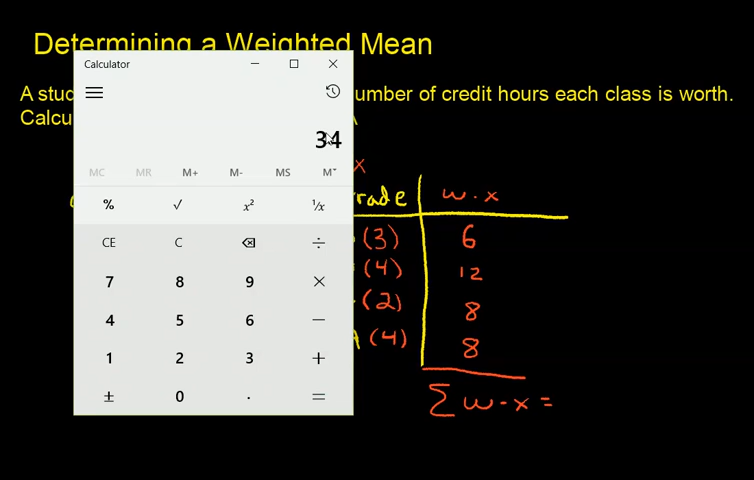 Determining a Weighted Mean
Calculator
A stud umber of credit hours each class is worth.
Calcu A
34
MC MR M+ M- MS M˅
x
rade w·x
% √ x² ¹/x
(3) 6
CE C ÷
(4) 12
7 8 9 ×
(2) 8
4 5 6 −
A (4) 8
1 2 3 +
± 0 . =
Σ w·x =